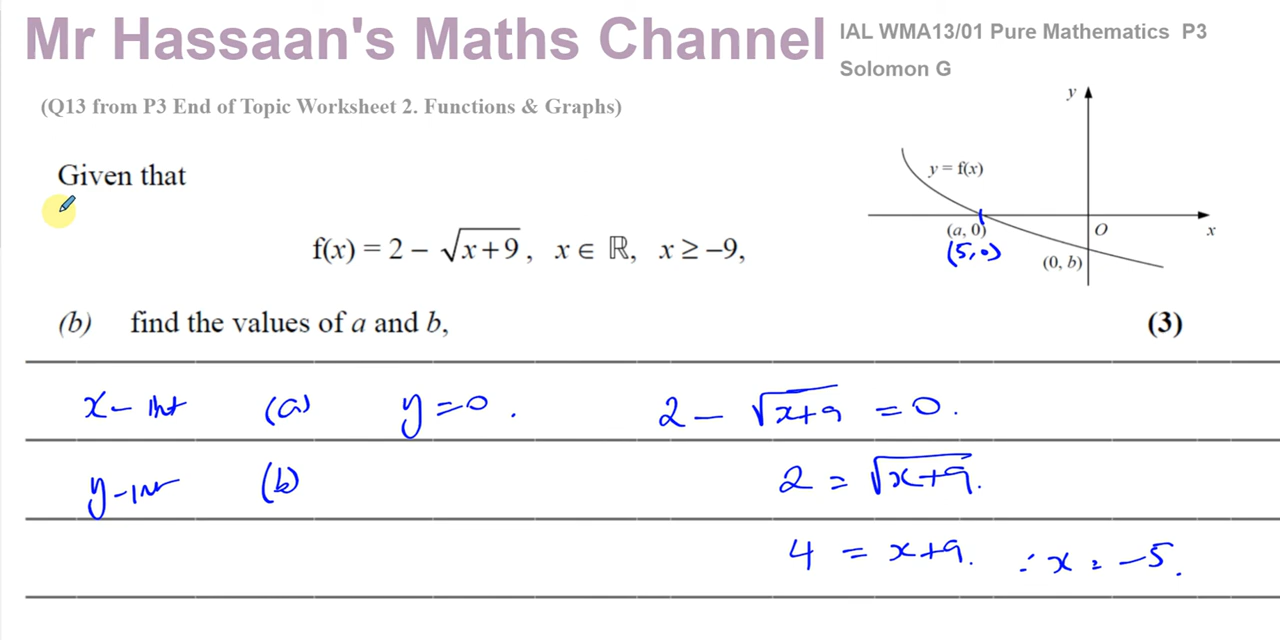 Mr Hassaan's Maths Channel
IAL WMA13/01 Pure Mathematics P3
Solomon G
(Q13 from P3 End of Topic Worksheet 2. Functions & Graphs)
y
Given that
y = f(x)
(a, 0)
O
x
(5,0)
(0, b)
f(x) = 2 − √x+9, x ∈ ℝ, x ≥ −9,
(b) find the values of a and b,
(3)
x – int (a) y=0. 2 – √x+9 = 0.
y–int (b) 2 = √x+9.
4 = x+9. ∴ x = –5.